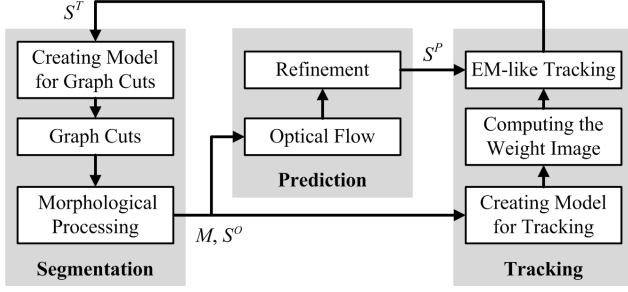 S^T
Creating Model
for Graph Cuts
Graph Cuts
Morphological
Processing
Segmentation
M, S^O
Refinement
Optical Flow
Prediction
S^P
EM-like Tracking
Computing the
Weight Image
Creating Model
for Tracking
Tracking